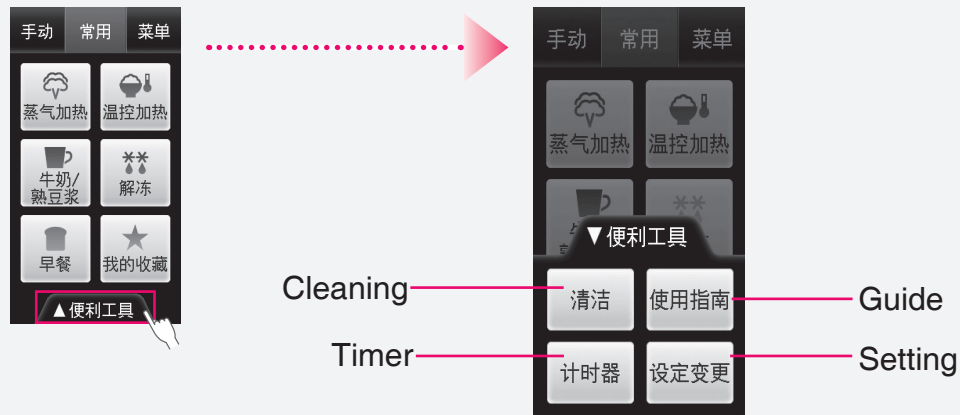 手动 常用 菜单
蒸气加热 温控加热
牛奶/
熟豆浆
解冻
早餐 我的收藏
▲便利工具
手动 常用 菜单
蒸气加热 温控加热
▼便利工具
Cleaning 清洁 使用指南 Guide
Timer 计时器 设定变更 Setting